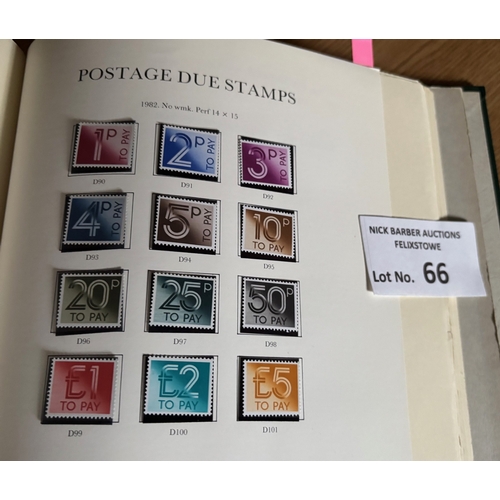 POSTAGE DUE STAMPS
1982. No wmk. Perf 14 × 15
1P TO PAY
2P TO PAY
3P TO PAY
D90 D91 D92
4P TO PAY
5P TO PAY
10P TO PAY
D93 D94 D95
20P TO PAY
25P TO PAY
50P TO PAY
D96 D97 D98
£1 TO PAY
£2 TO PAY
£5 TO PAY
D99 D100 D101
NICK BARBER AUCTIONS
FELIXSTOWE
Lot No. 66